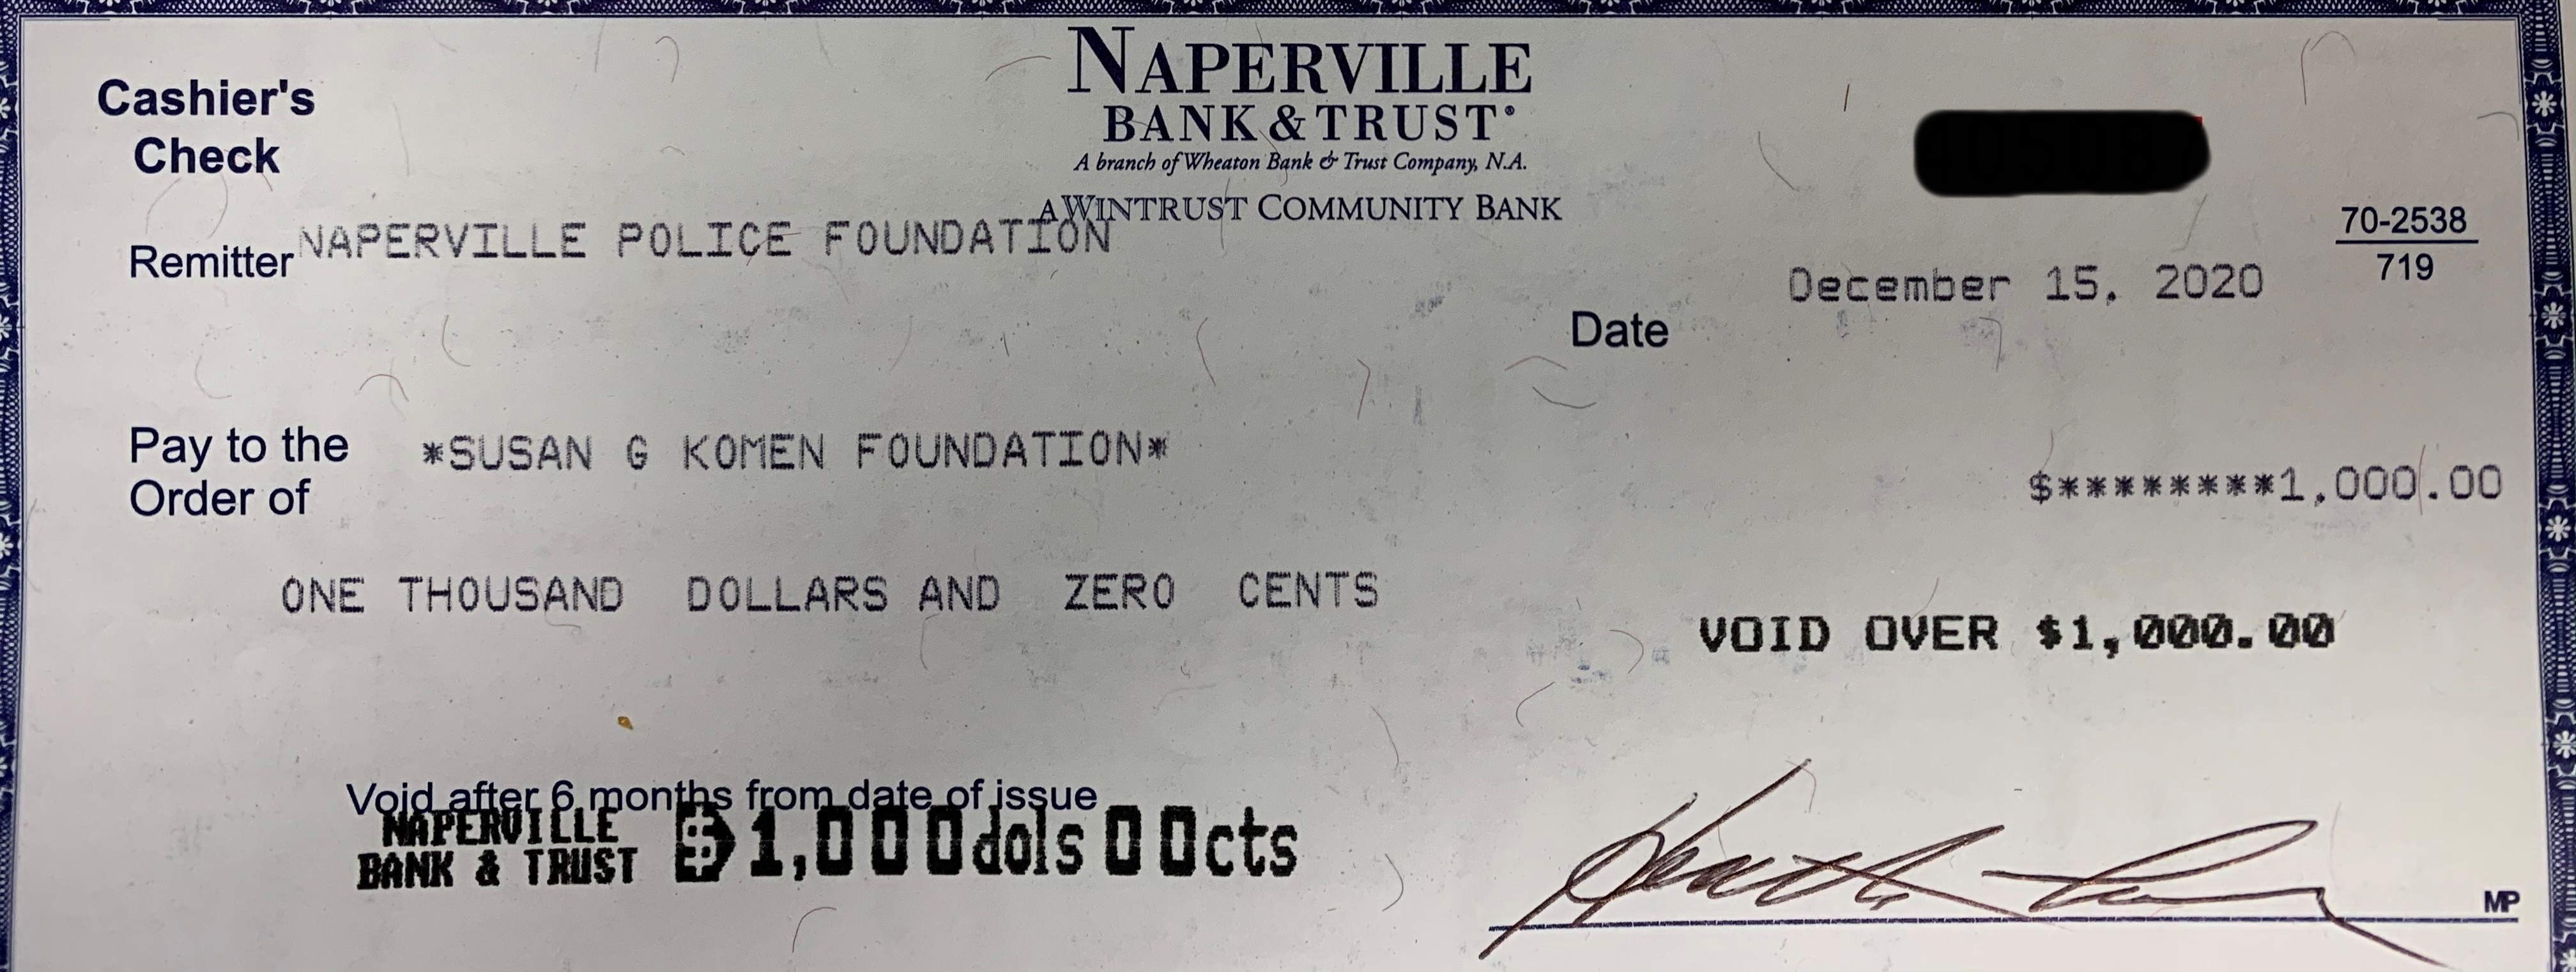 Cashier's
Check
NAPERVILLE
BANK & TRUST®
A branch of Wheaton Bank & Trust Company, N.A.
A WINTRUST COMMUNITY BANK
Remitter NAPERVILLE POLICE FOUNDATION
70-2538
719
Date December 15, 2020
Pay to the
Order of *SUSAN G KOMEN FOUNDATION*
$********1,000.00
ONE THOUSAND DOLLARS AND ZERO CENTS
VOID OVER $1,000.00
Void after 6 months from date of issue
NAPERVILLE
BANK & TRUST $1,000dols00cts
MP